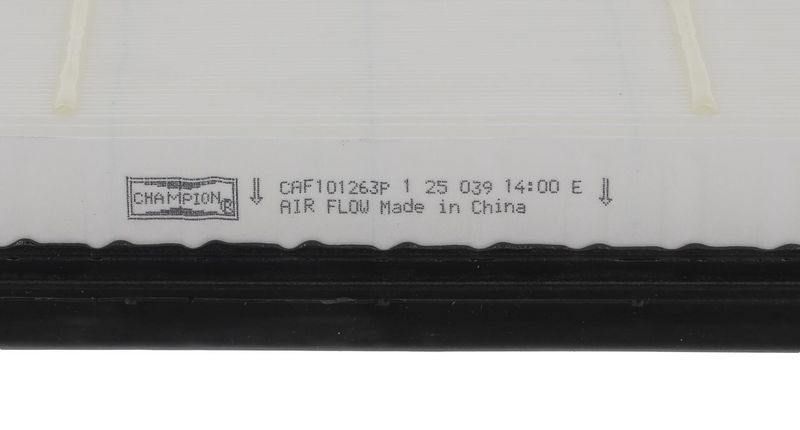 CHAMPION®
⇓ CAF101263P 1 25 039 14:00 E ⇓
AIR FLOW Made in China